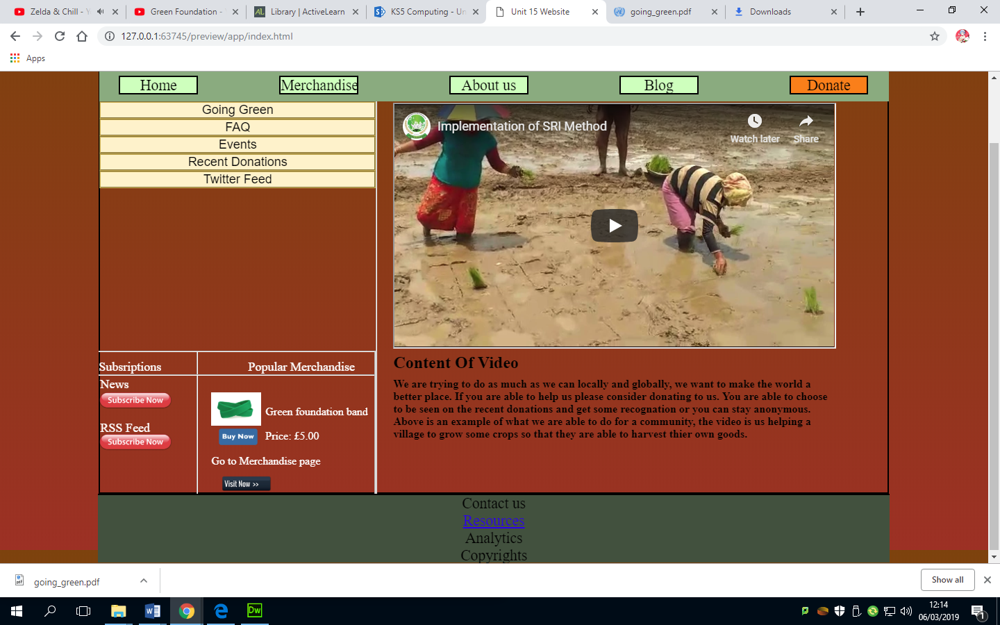 Zelda & Chill - Y
Green Foundation - Y
Library | ActiveLearn
KS5 Computing - Un
Unit 15 Website
going_green.pdf
Downloads
127.0.0.1:63745/preview/app/index.html
Apps
Home
Merchandise
About us
Blog
Donate
Going Green
FAQ
Events
Recent Donations
Twitter Feed
Implementation of SRI Method
Watch later
Share
Subsriptions
Popular Merchandise
News
Subscribe Now
RSS Feed
Subscribe Now
Green foundation band
Buy Now
Price: £5.00
Go to Merchandise page
Visit Now >>
Content Of Video
We are trying to do as much as we can locally and globally, we want to make the world a
better place. If you are able to help us please consider donating to us. You are able to choose
to be seen on the recent donations and get some recognation or you can stay anonymous.
Above is an example of what we are able to do for a community, the video is us helping a
village to grow some crops so that they are able to harvest thier own goods.
Contact us
Resources
Analytics
Copyrights
going_green.pdf
Show all
12:14
06/03/2019
1